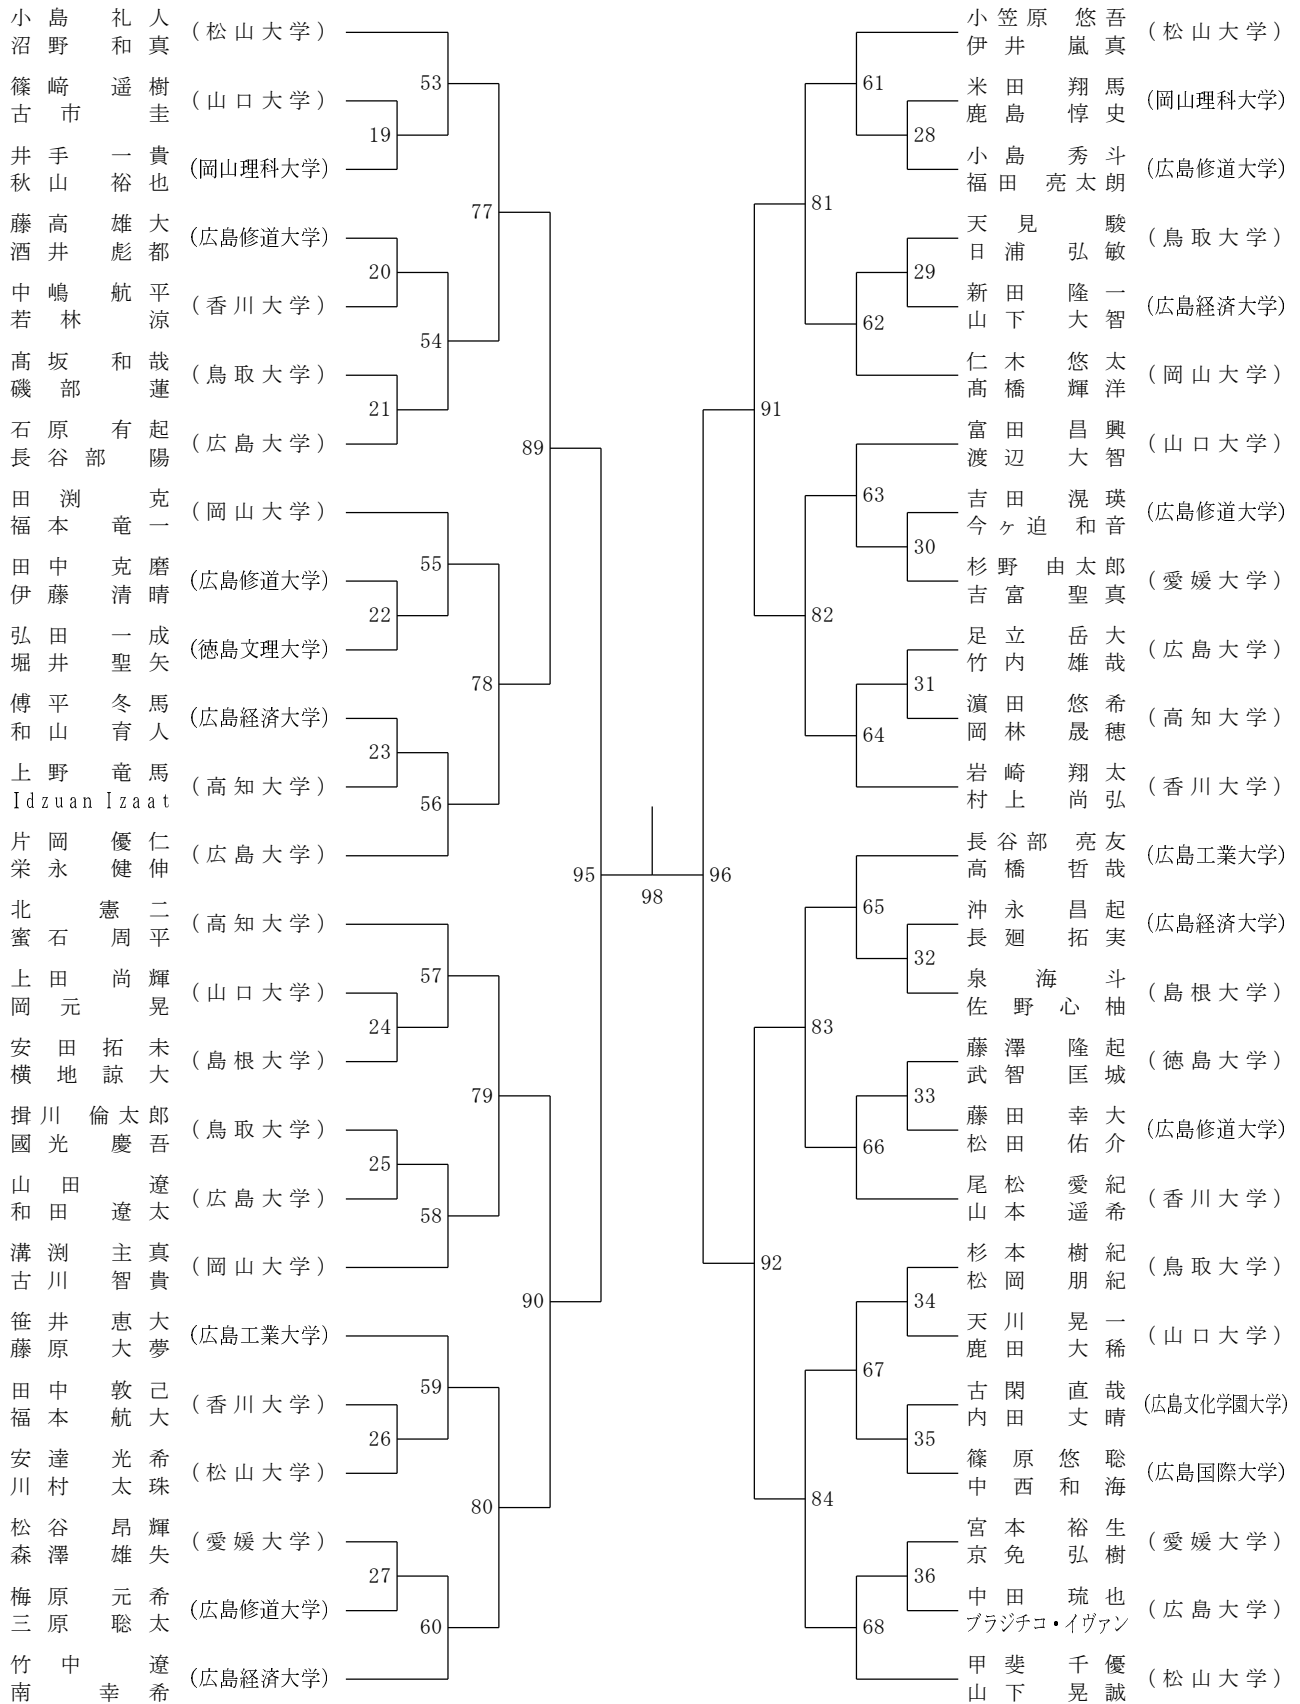 小島 礼人
沼野 和真
(松山大学)
篠﨑 遥樹
古市 圭
(山口大学)
井手 一貴
秋山 裕也
(岡山理科大学)
藤高 雄大
酒井 彪都
(広島修道大学)
中嶋 航平
若林 涼
(香川大学)
髙坂 和哉
磯部 蓮
(鳥取大学)
石原 有起
長谷部 陽
(広島大学)
田渕 克
福本 竜一
(岡山大学)
田中 克磨
伊藤 清晴
(広島修道大学)
弘田 一成
堀井 聖矢
(徳島文理大学)
傅平 冬馬
和山 育人
(広島経済大学)
上野 竜馬
Idzuan Izaat
(高知大学)
片岡 優仁
栄永 健伸
(広島大学)
北 憲二
蜜石 周平
(高知大学)
上田 尚輝
岡元 晃
(山口大学)
安田拓未
横地諒大
(島根大学)
揖川 倫太郎
國光 慶吾
(鳥取大学)
山田 遼
和田 遼太
(広島大学)
溝渕 主真
古川 智貴
(岡山大学)
笹井 恵大
藤原 大夢
(広島工業大学)
田中 敦己
福本 航大
(香川大学)
安達 光希
川村 太珠
(松山大学)
松谷 昂輝
森澤 雄失
(愛媛大学)
梅原 元希
三原 聡太
(広島修道大学)
竹中 遼
南 幸希
(広島経済大学)
19
20
21
22
23
24
25
26
27
53
54
55
56
57
58
59
60
77
78
79
80
89
90
95
98
96
91
92
81
82
83
84
61
62
63
64
65
66
67
68
28
29
30
31
32
33
34
35
36
小笠原 悠吾
伊井 嵐真
(松山大学)
米田 翔馬
鹿島 惇史
(岡山理科大学)
小島 秀斗
福田 亮太朗
(広島修道大学)
天見 駿
日浦 弘敏
(鳥取大学)
新田 隆一
山下 大智
(広島経済大学)
仁木 悠太
髙橋 輝洋
(岡山大学)
富田 昌興
渡辺 大智
(山口大学)
吉田 滉瑛
今ヶ迫 和音
(広島修道大学)
杉野 由太郎
吉富 聖真
(愛媛大学)
足立 岳大
竹内 雄哉
(広島大学)
濵田 悠希
岡林 晟穂
(高知大学)
岩崎 翔太
村上 尚弘
(香川大学)
長谷部 亮友
高橋 哲哉
(広島工業大学)
沖永 昌起
長廻 拓実
(広島経済大学)
泉 海斗
佐野心柚
(島根大学)
藤澤 隆起
武智 匡城
(徳島大学)
藤田 幸大
松田 佑介
(広島修道大学)
尾松 愛紀
山本 遥希
(香川大学)
杉本 樹紀
松岡 朋紀
(鳥取大学)
天川 晃一
鹿田 大稀
(山口大学)
古閑 直哉
内田 丈晴
(広島文化学園大学)
篠原悠聡
中西和海
(広島国際大学)
宮本 裕生
京免 弘樹
(愛媛大学)
中田 琉也
ブラジチコ・イヴァン
(広島大学)
甲斐 千優
山下 晃誠
(松山大学)